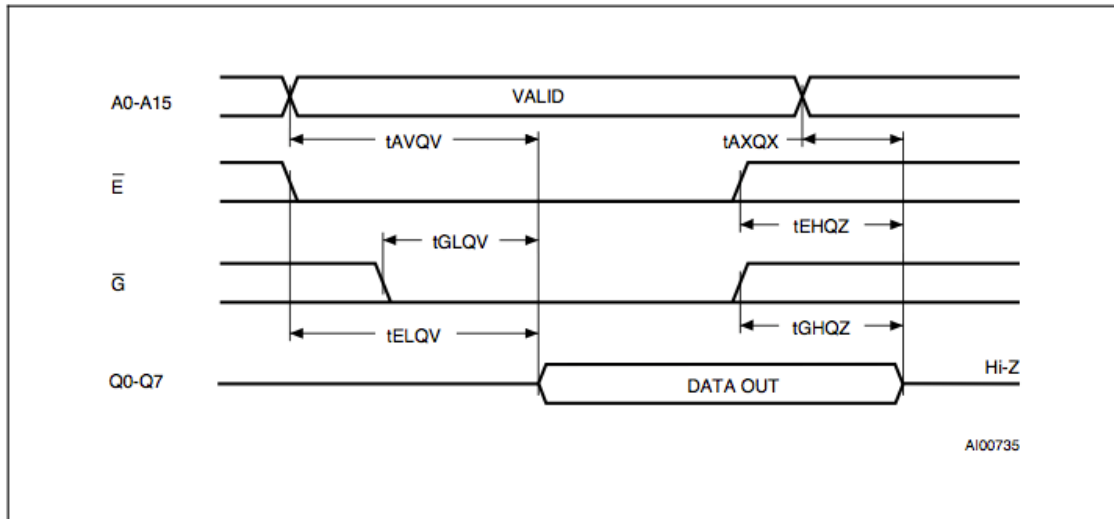 A0-A15
VALID
tAVQV
tAXQX
E̅
tEHQZ
tGLQV
G̅
tGHQZ
tELQV
Q0-Q7
DATA OUT
Hi-Z
AI00735